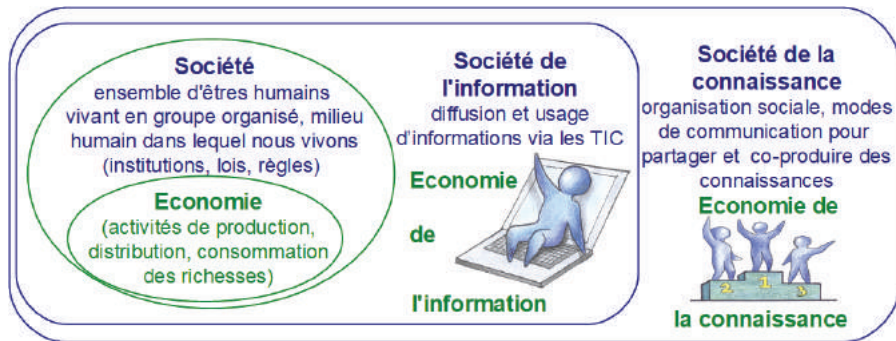 Société
ensemble d'êtres humains
vivant en groupe organisé, milieu
humain dans lequel nous vivons
(institutions, lois, règles)
Economie
(activités de production,
distribution, consommation
des richesses)
Société de
l'information
diffusion et usage
d'informations via les TIC
Economie
de
l'information
Société de la
connaissance
organisation sociale, modes
de communication pour
partager et co-produire des
connaissances
Economie de
2 1 3
la connaissance